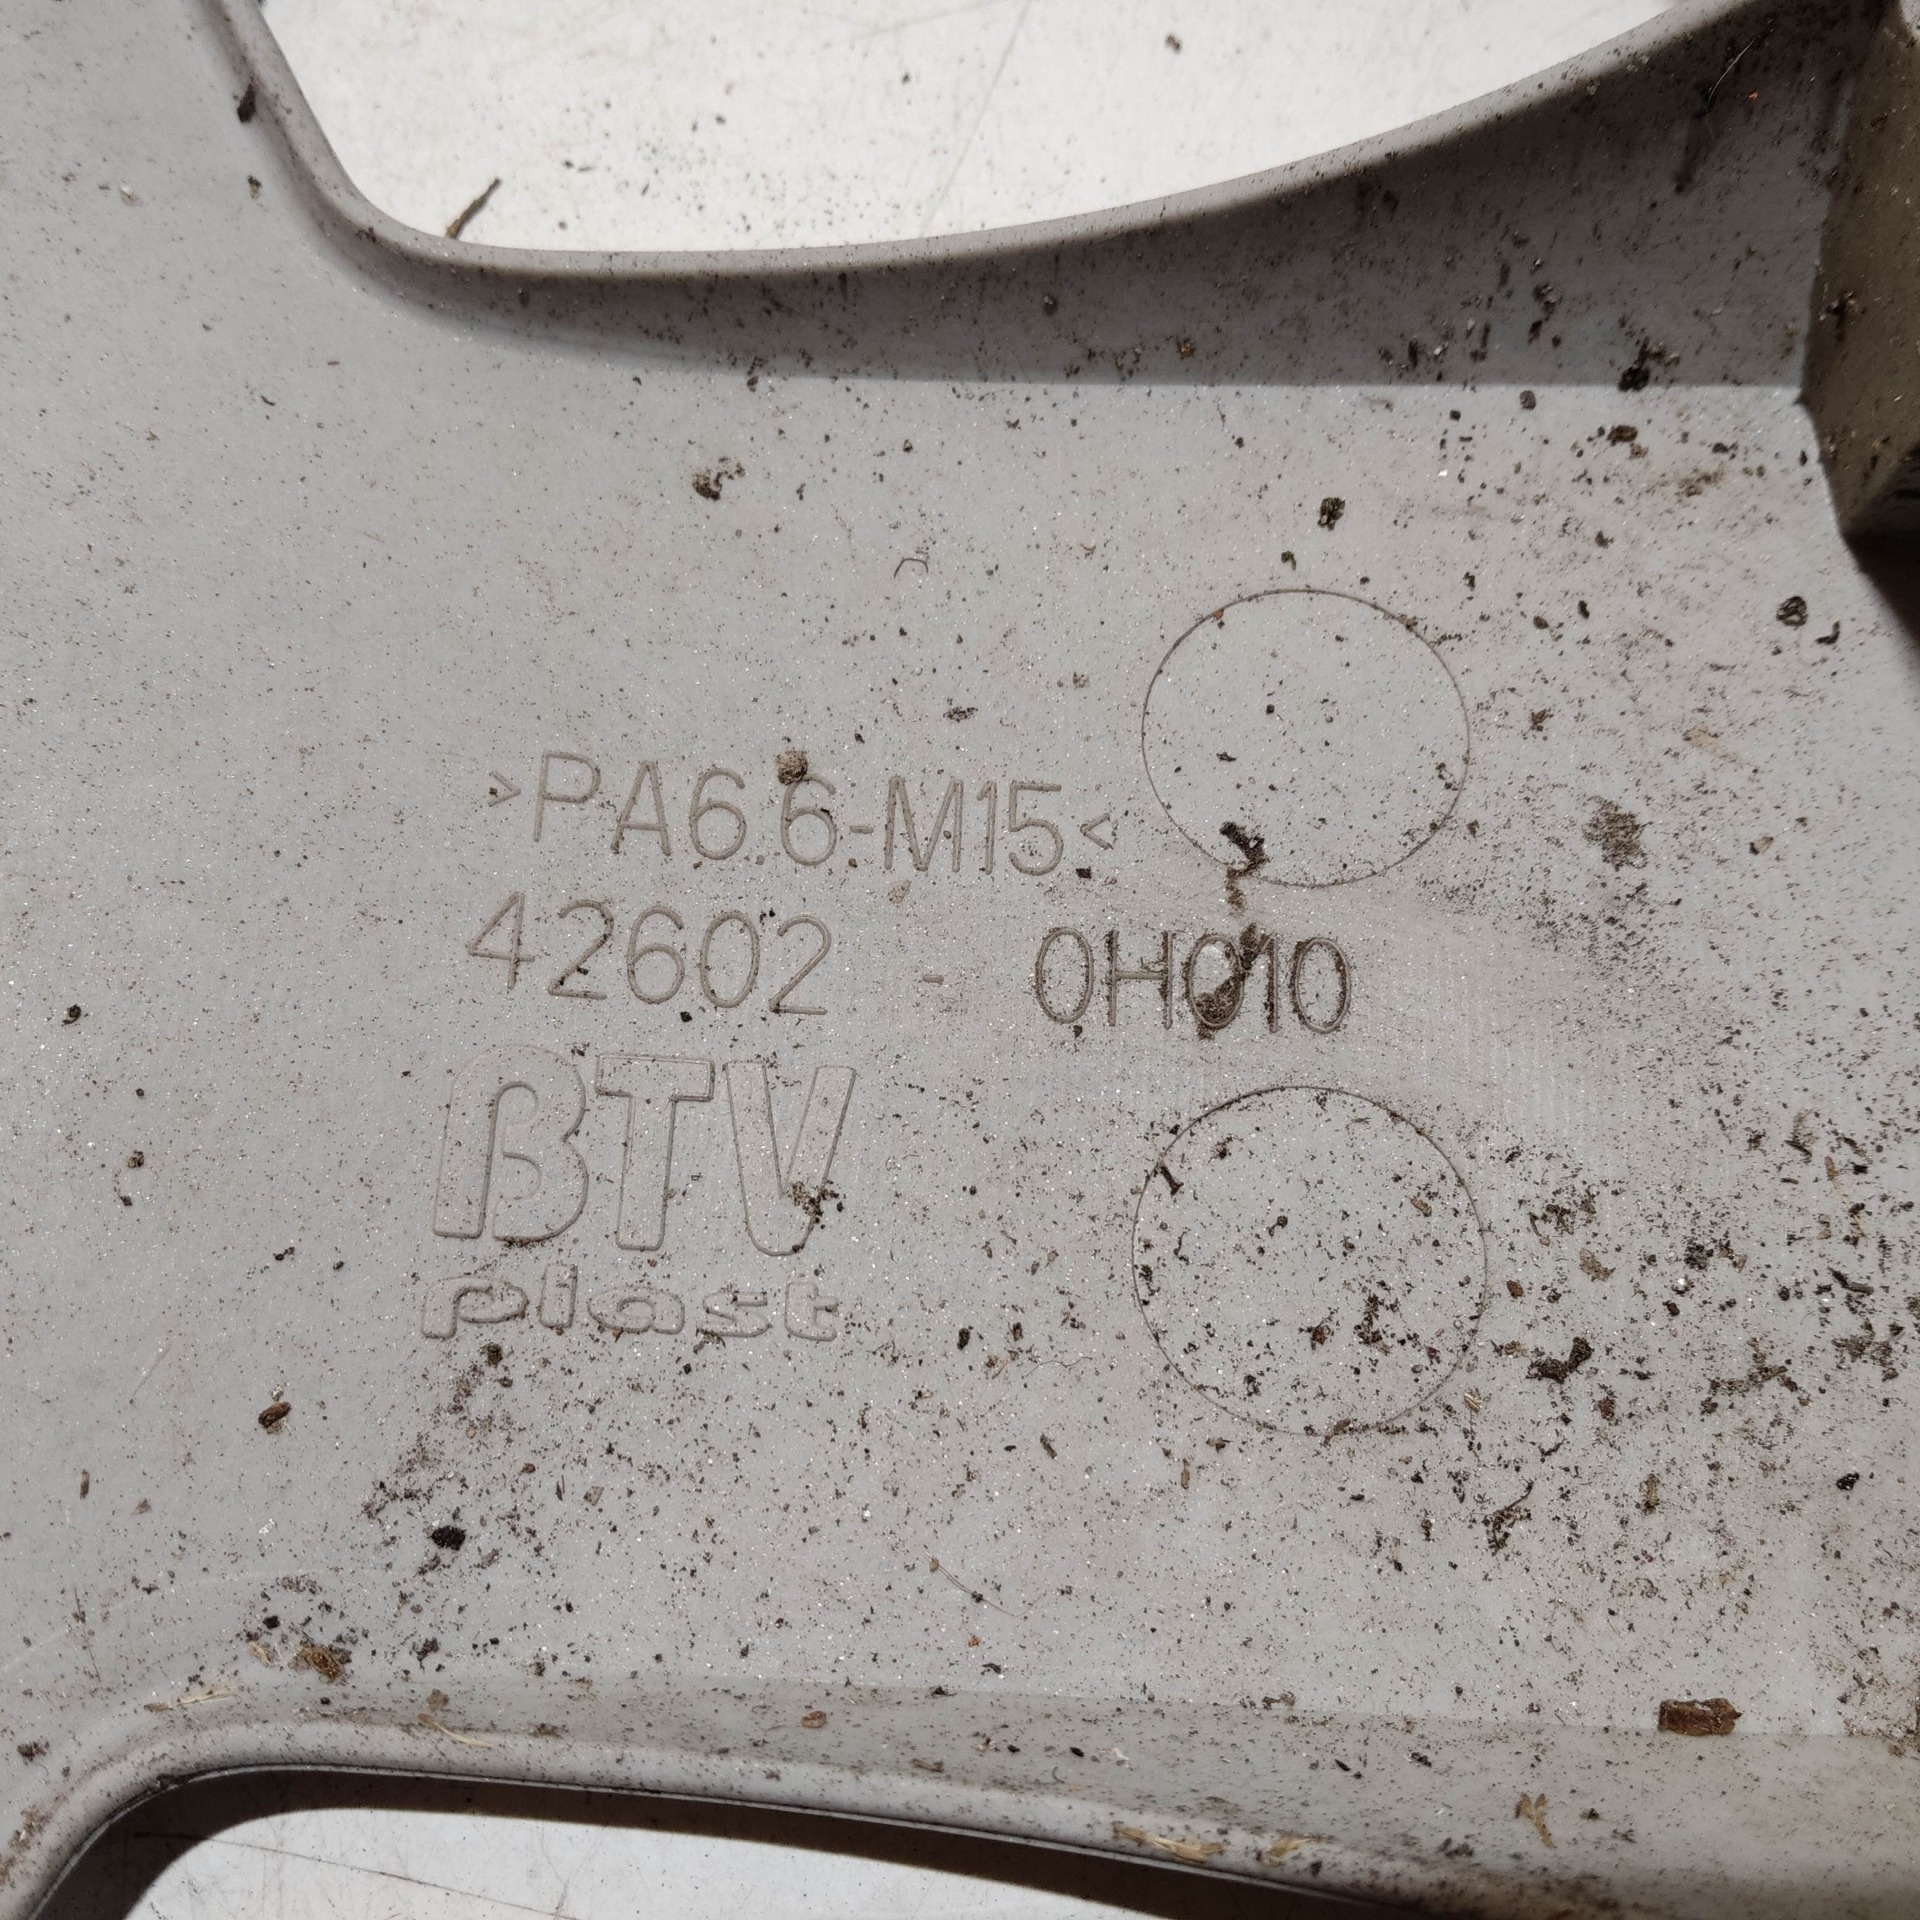 >PA6.6-M15<
42602 - 0H010
BTV
plast